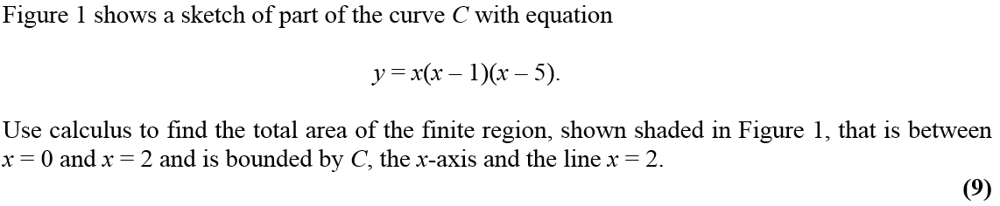 Figure 1 shows a sketch of part of the curve C with equation
y = x(x – 1)(x – 5).
Use calculus to find the total area of the finite region, shown shaded in Figure 1, that is between
x = 0 and x = 2 and is bounded by C, the x-axis and the line x = 2.
(9)